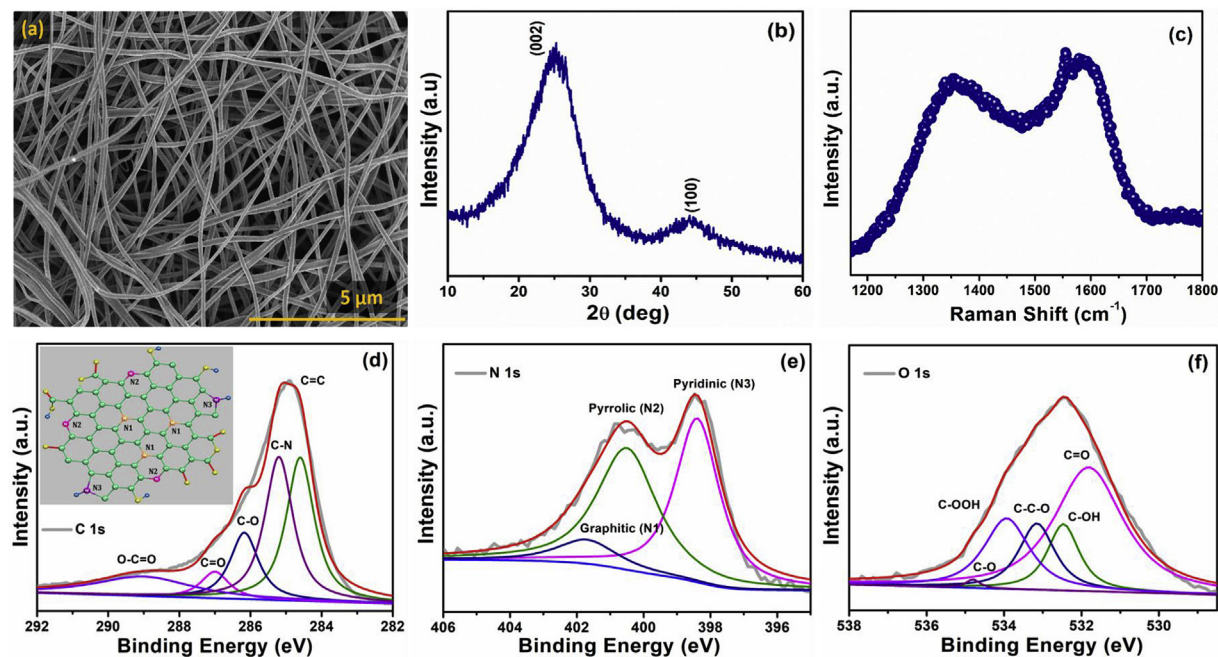 (a)
5 µm
(b)
(002)
(100)
Intensity (a.u)
10 20 30 40 50 60
2θ (deg)
(c)
Intensity (a.u.)
1200 1300 1400 1500 1600 1700 1800
Raman Shift (cm⁻¹)
(d)
N2
N3
N2
N1
N1
N1
N2
N3
C 1s
C=C
C-N
C-O
C=O
O-C=O
Intensity (a.u.)
292 290 288 286 284 282
Binding Energy (eV)
(e)
N 1s
Pyridinic (N3)
Pyrrolic (N2)
Graphitic (N1)
Intensity (a.u.)
406 404 402 400 398 396
Binding Energy (eV)
(f)
O 1s
C=O
C-OOH
C-C-O
C-OH
C-O
Intensity (a.u.)
538 536 534 532 530
Binding Energy (eV)